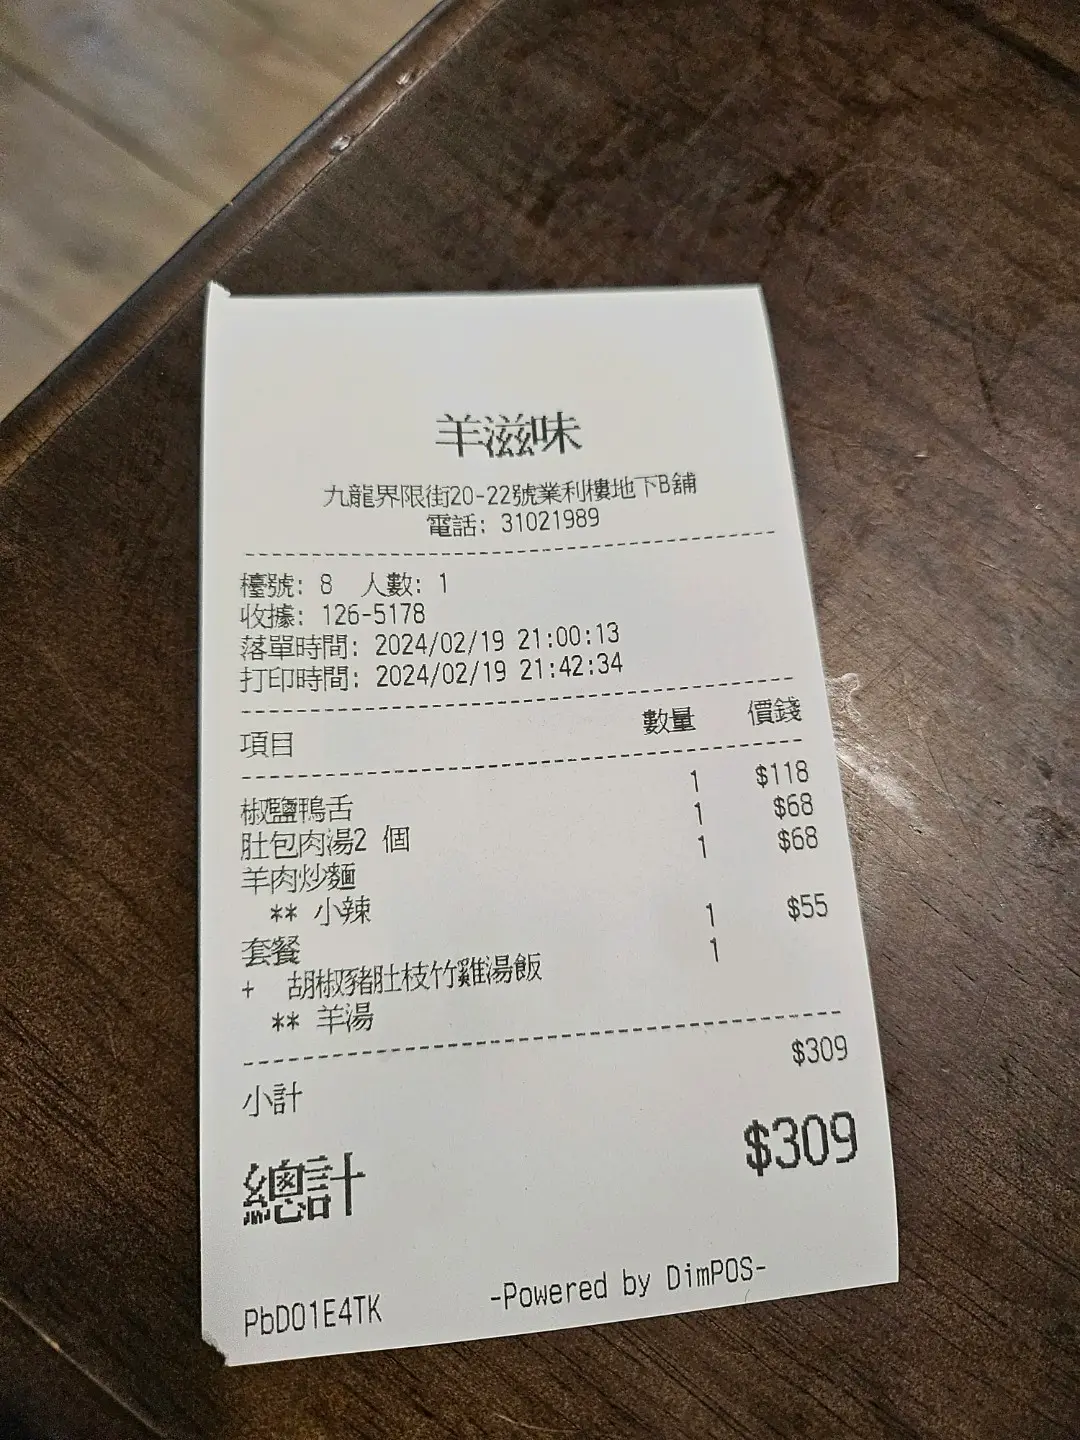 羊滋味
九龍界限街20-22號業利樓地下B舖
電話: 31021989
檯號: 8 人數: 1
收據: 126-5178
落單時間: 2024/02/19 21:00:13
打印時間: 2024/02/19 21:42:34
項目 數量 價錢
椒鹽鴨舌 1 $118
肚包肉湯2 個 1 $68
羊肉炒麵 1 $68
** 小辣
套餐 1 $55
+ 胡椒豬肚枝竹雞湯飯 1
** 羊湯
小計 $309
總計 $309
PbDO1E4TK -Powered by DimPOS-